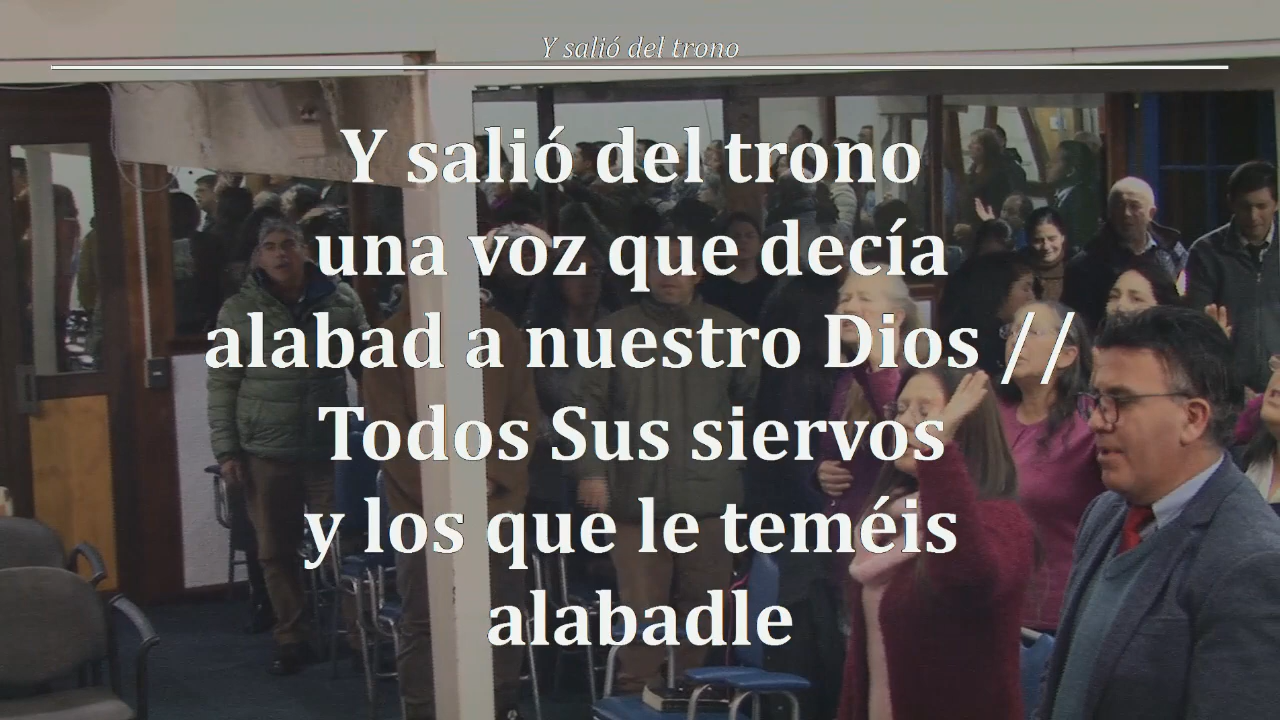 Y salió del trono
Y salió del trono
una voz que decía
alabad a nuestro Dios //
Todos Sus siervos
y los que le teméis
alabadle